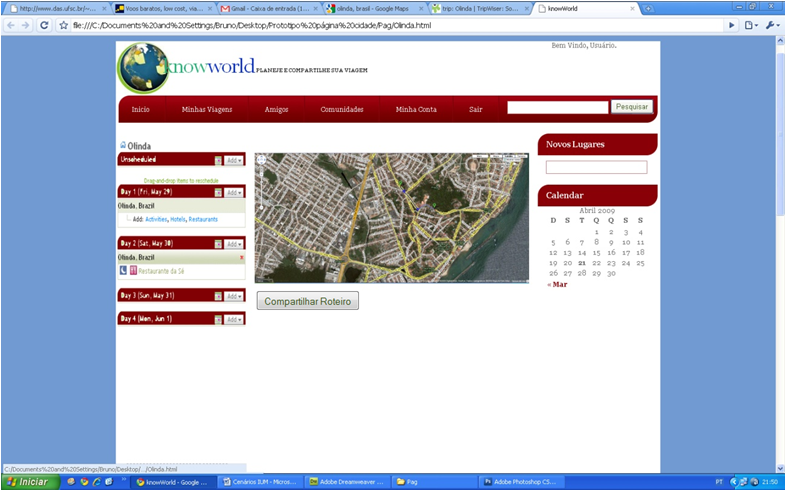 http://www.das.ufsc.br/~...
Voos baratos, low cost, via...
Gmail - Caixa de entrada (1...
olinda, brasil - Google Maps
trip: Olinda | TripWiser: So...
knowWorld
file:///C:/Documents%20and%20Settings/Bruno/Desktop/Prototipo%20página%20cidade/Pag/Olinda.html
Bem Vindo, Usuário.
knowworld PLANEJE E COMPARTILHE SUA VIAGEM
Inicio Minhas Viagens Amigos Comunidades Minha Conta Sair Pesquisar
Olinda
Unscheduled Add
Drag-and-drop items to reschedule
Day 1 (Fri, May 29) Add
Olinda, Brazil
Add: Activities, Hotels, Restaurants
Day 2 (Sat, May 30) Add
Olinda, Brazil
Restaurante da Sé
Day 3 (Sun, May 31) Add
Day 4 (Mon, Jun 1) Add
Compartilhar Roteiro
Novos Lugares
Calendar
Abril 2009
D S T Q Q S S
1 2 3 4
5 6 7 8 9 10 11
12 13 14 15 16 17 18
19 20 21 22 23 24 25
26 27 28 29 30
« Mar
C:/Documents%20and%20Settings/Bruno/Desktop/.../Olinda.html
Iniciar
knowWorld - Google ...
Cenários IUM - Micros...
Adobe Dreamweaver ...
Pag
Adobe Photoshop CS...
PT
21:50